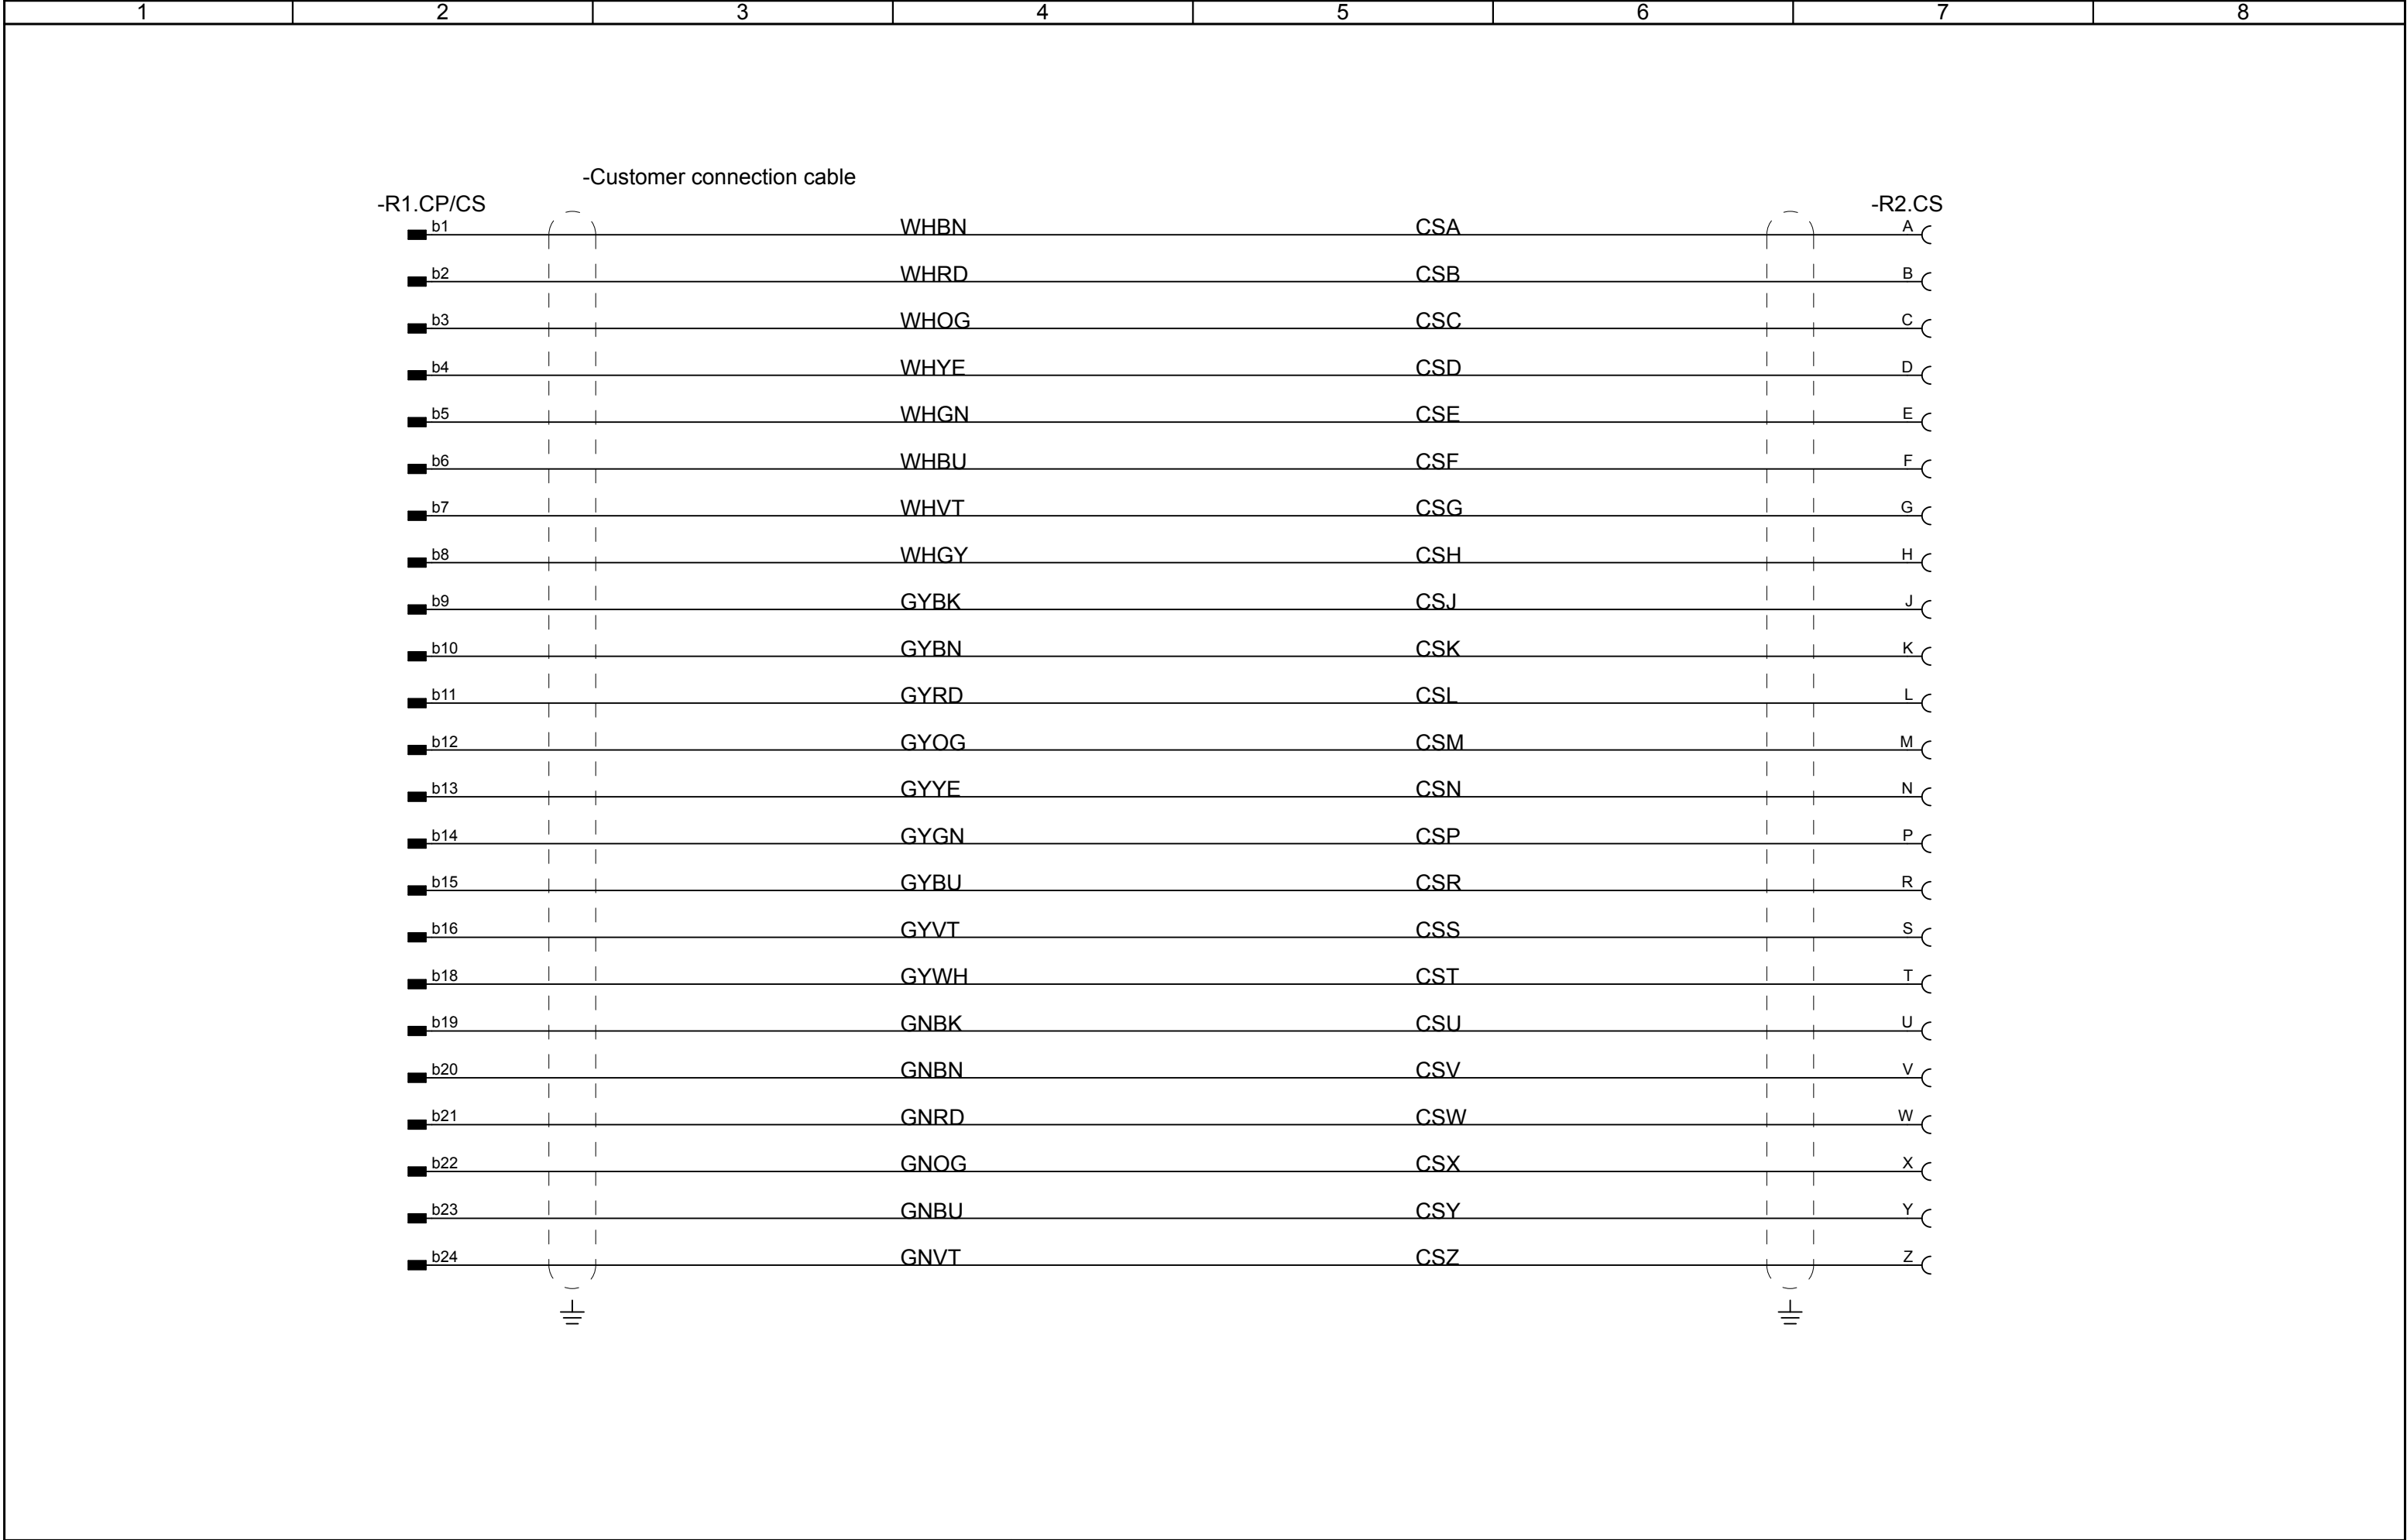 1 2 3 4 5 6 7 8
-Customer connection cable
-R1.CP/CS -R2.CS
b1 WHBN CSA A
b2 WHRD CSB B
b3 WHOG CSC C
b4 WHYE CSD D
b5 WHGN CSE E
b6 WHBU CSF F
b7 WHVT CSG G
b8 WHGY CSH H
b9 GYBK CSJ J
b10 GYBN CSK K
b11 GYRD CSL L
b12 GYOG CSM M
b13 GYYE CSN N
b14 GYGN CSP P
b15 GYBU CSR R
b16 GYVT CSS S
b18 GYWH CST T
b19 GNBK CSU U
b20 GNBN CSV V
b21 GNRD CSW W
b22 GNOG CSX X
b23 GNBU CSY Y
b24 GNVT CSZ Z